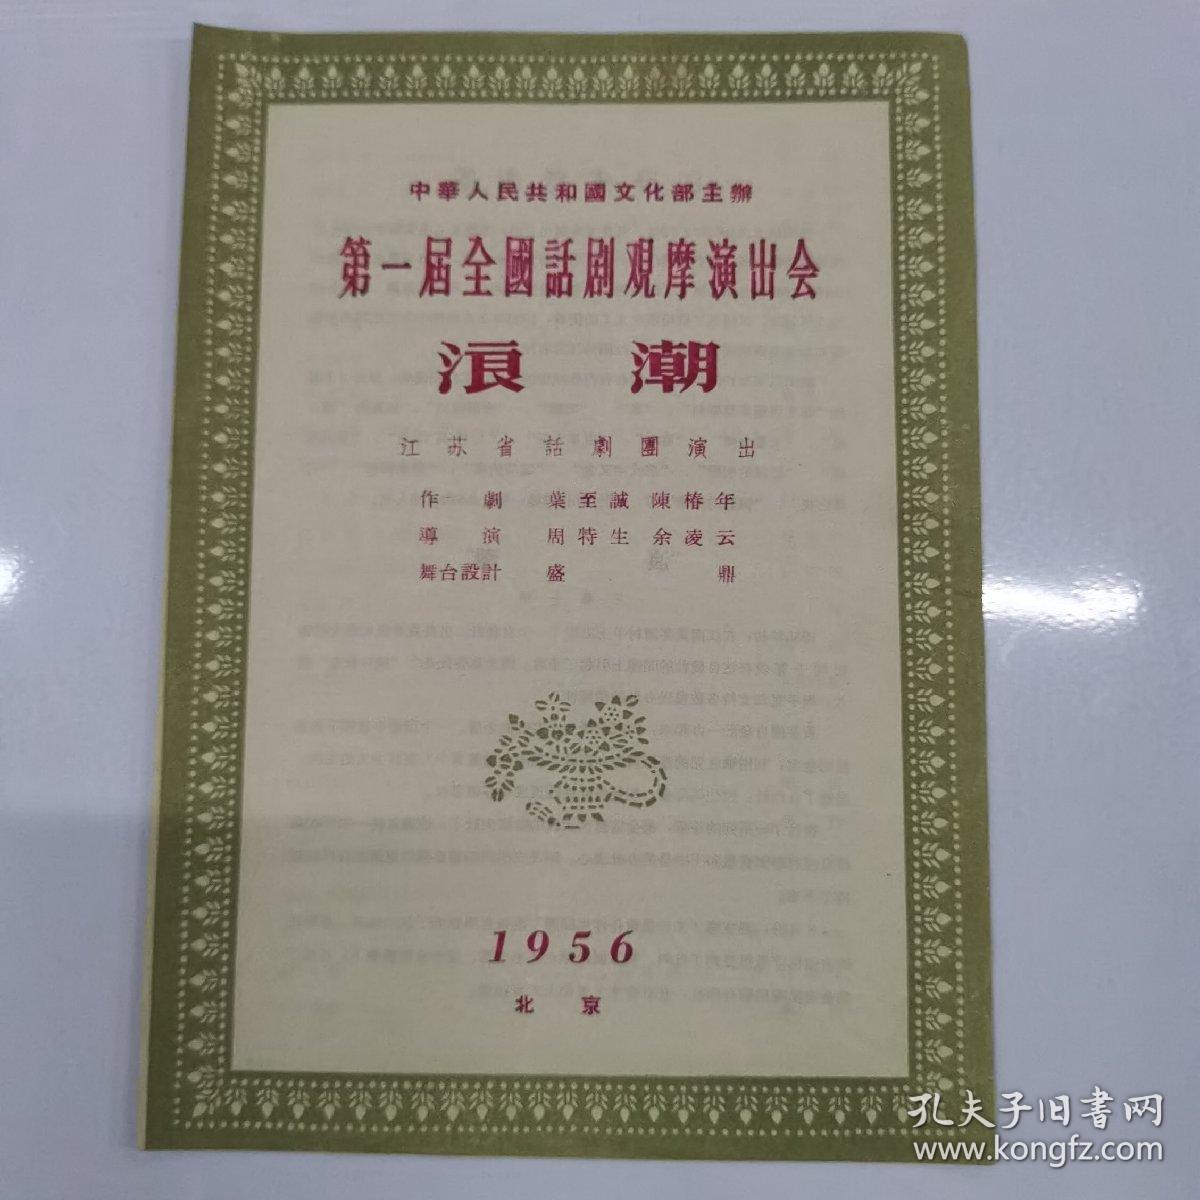 中華人民共和國文化部主辦
第一届全國話剧观摩演出会
浪潮
江苏省話劇團演出
作劇 葉至誠 陳椿年
導演 周特生 余凌云
舞台設計 盛鼎
1956
北京
孔夫子旧書网
www.kongfz.com